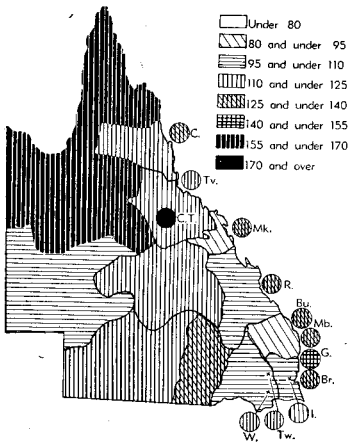 Under 80
80 and under 95
95 and under 110
110 and under 125
125 and under 140
140 and under 155
155 and under 170
170 and over
C.
Tv.
C.T.
Mk.
R.
Bu.
Mb.
G.
Br.
I.
W.
Tw.